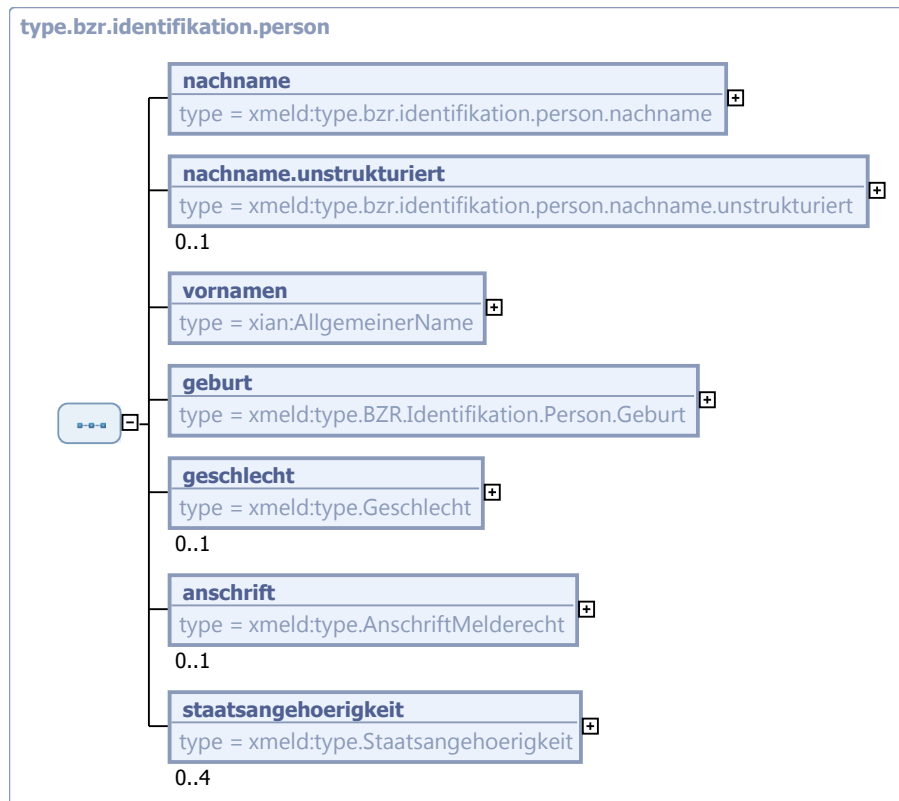 type.bzr.identifikation.person
nachname
type = xmeld:type.bzr.identifikation.person.nachname
nachname.unstrukturiert
type = xmeld:type.bzr.identifikation.person.nachname.unstrukturiert
0..1
vornamen
type = xian:AllgemeinerName
geburt
type = xmeld:type.BZR.Identifikation.Person.Geburt
geschlecht
type = xmeld:type.Geschlecht
0..1
anschrift
type = xmeld:type.AnschriftMelderecht
0..1
staatsangehoerigkeit
type = xmeld:type.Staatsangehoerigkeit
0..4